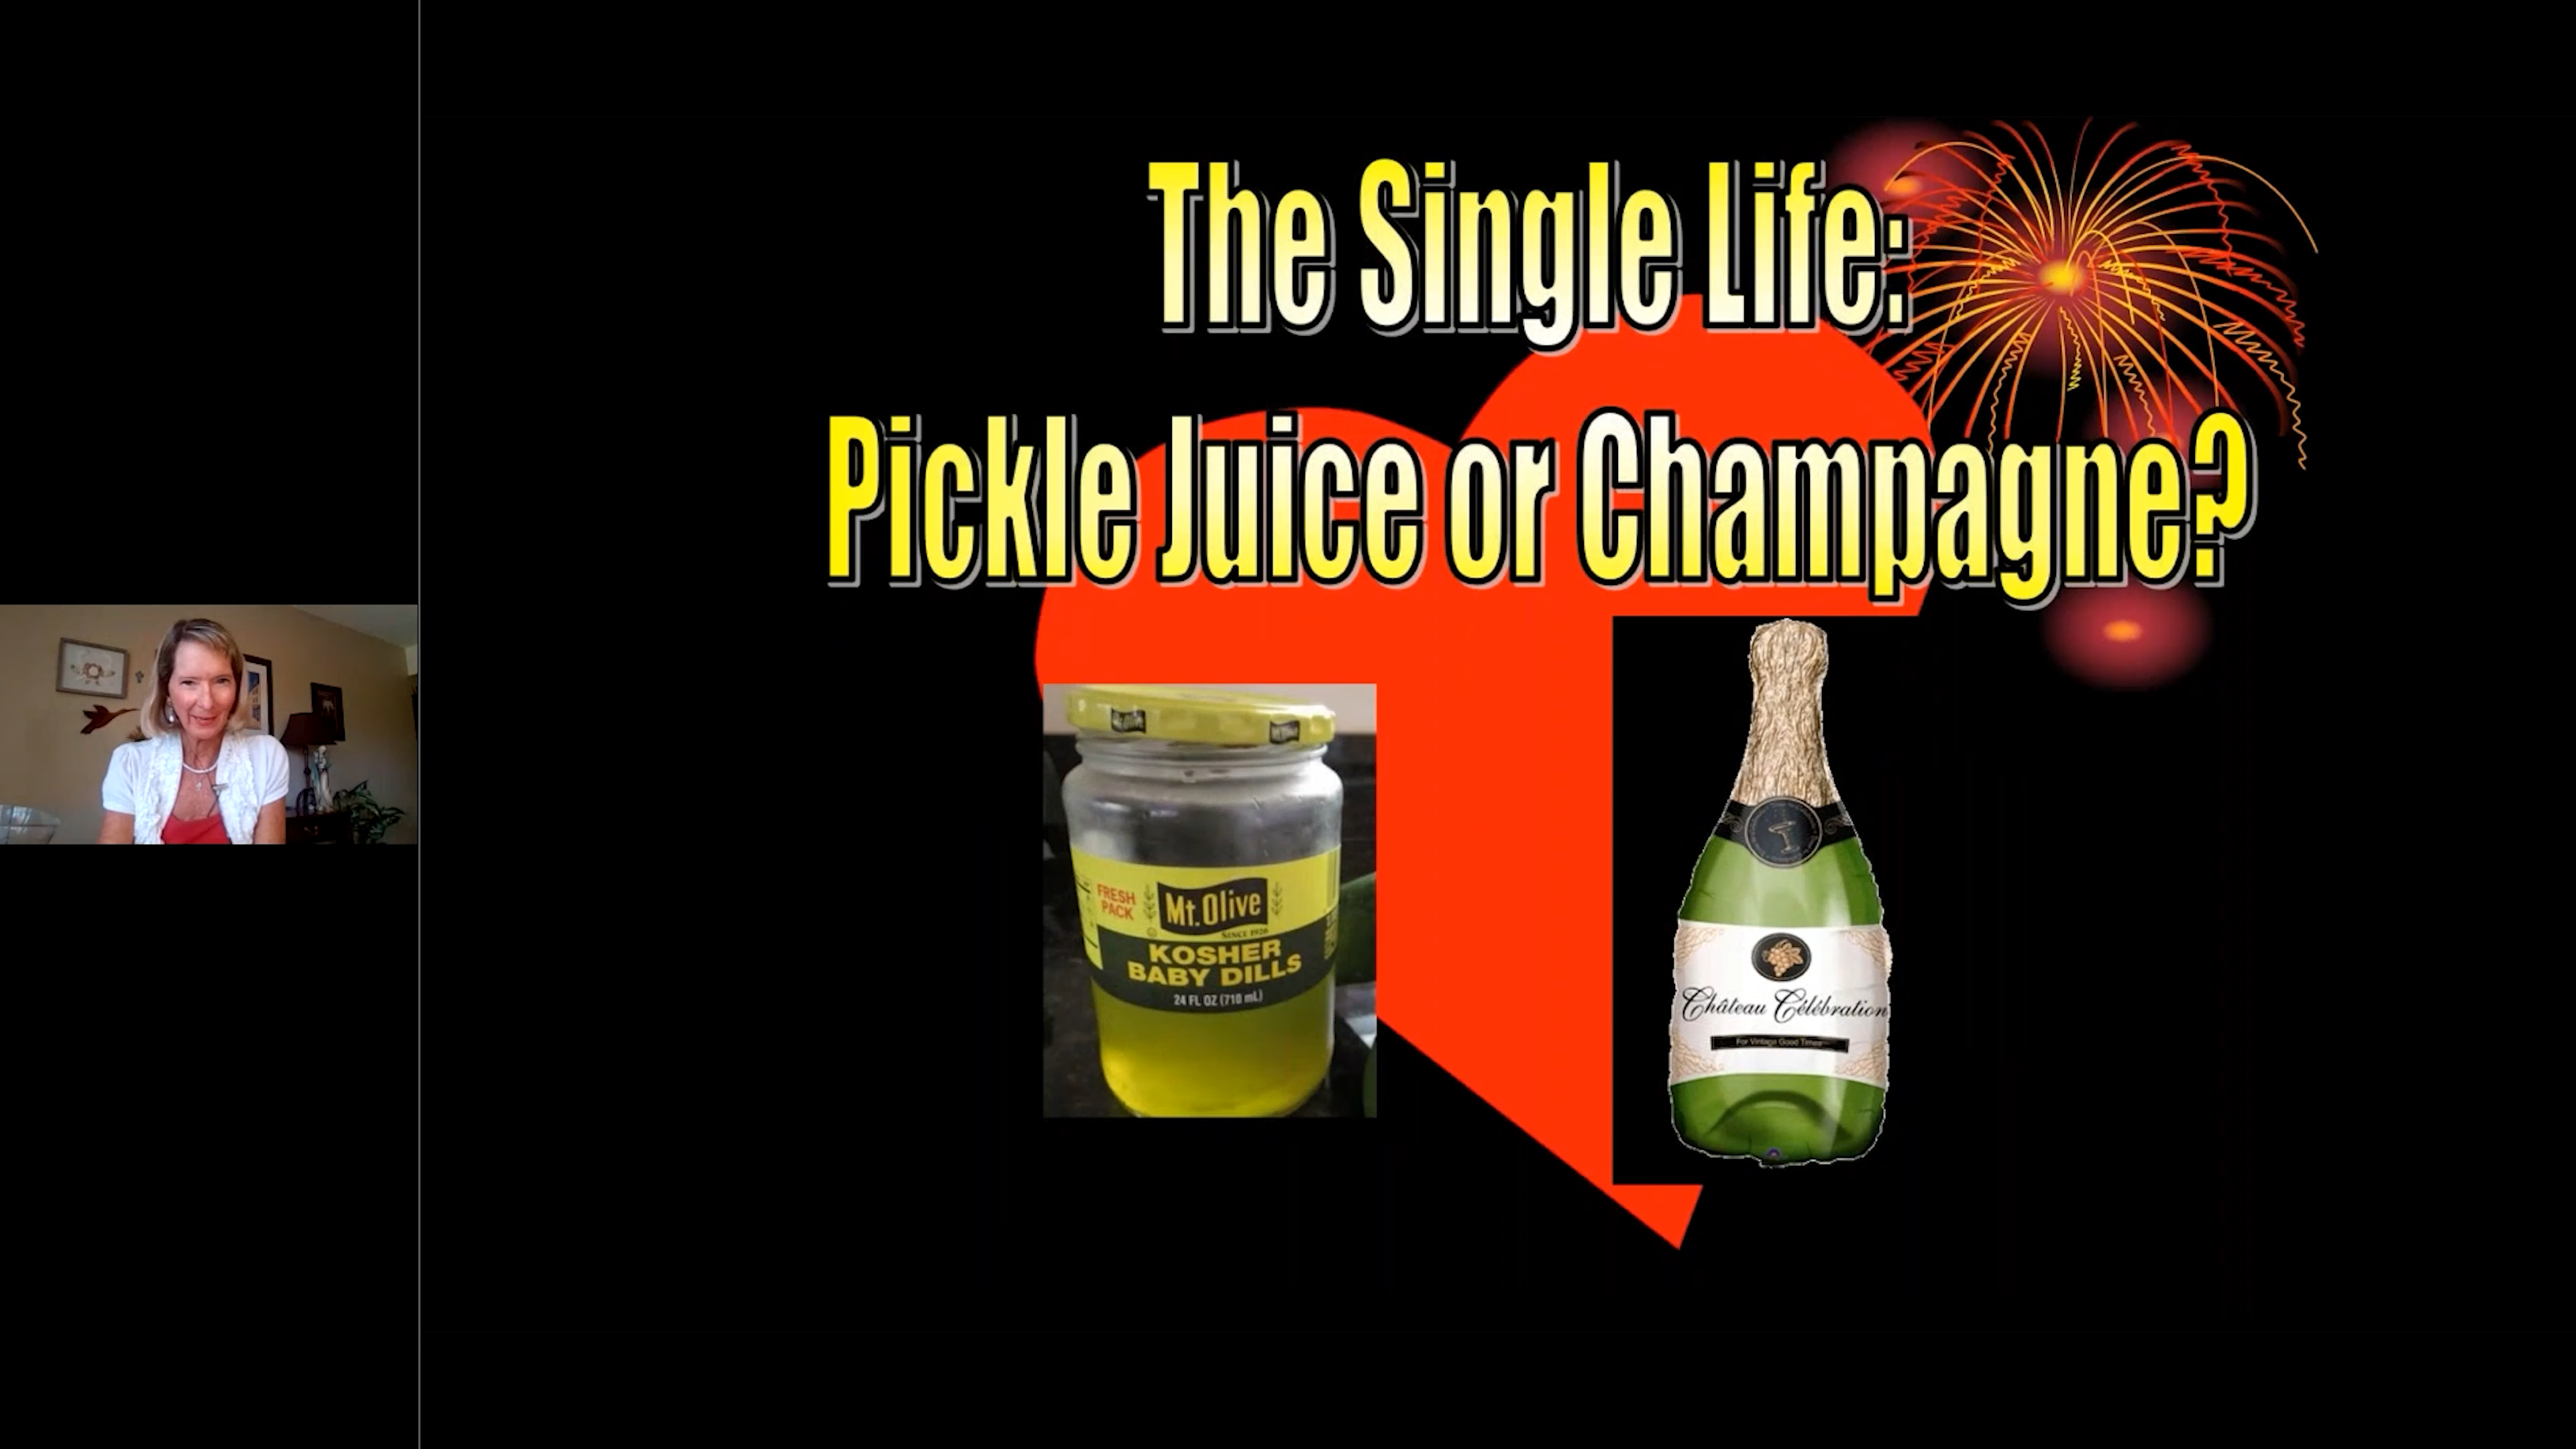 The Single Life:
Pickle Juice or Champagne?
FRESH
PACK
Mt. Olive
SINCE 1926
KOSHER
BABY DILLS
24 FL OZ (710 mL)
Château Célébration
For Vintage Good Times